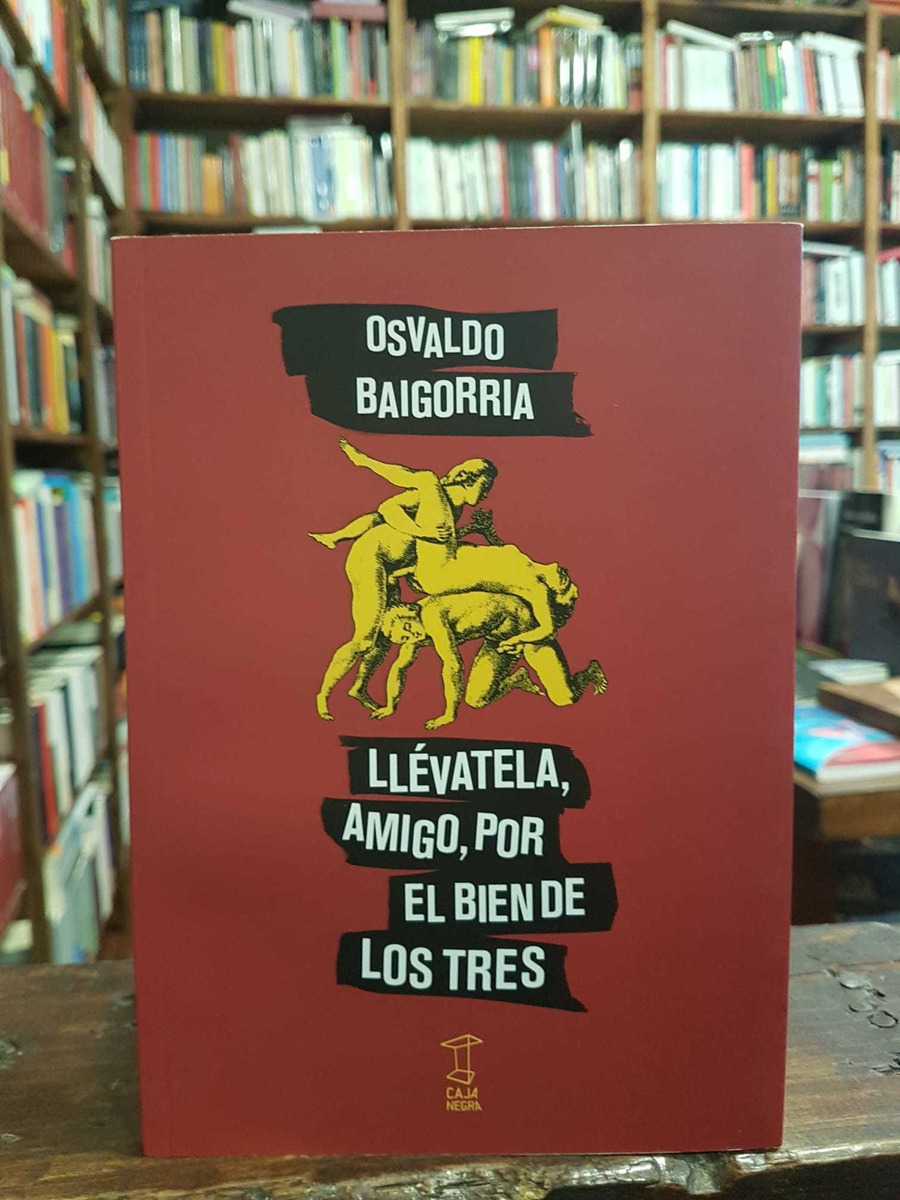 OSVALDO
BAIGORRIA
LLÉVATELA,
AMIGO, POR
EL BIEN DE
LOS TRES
CAJA
NEGRA